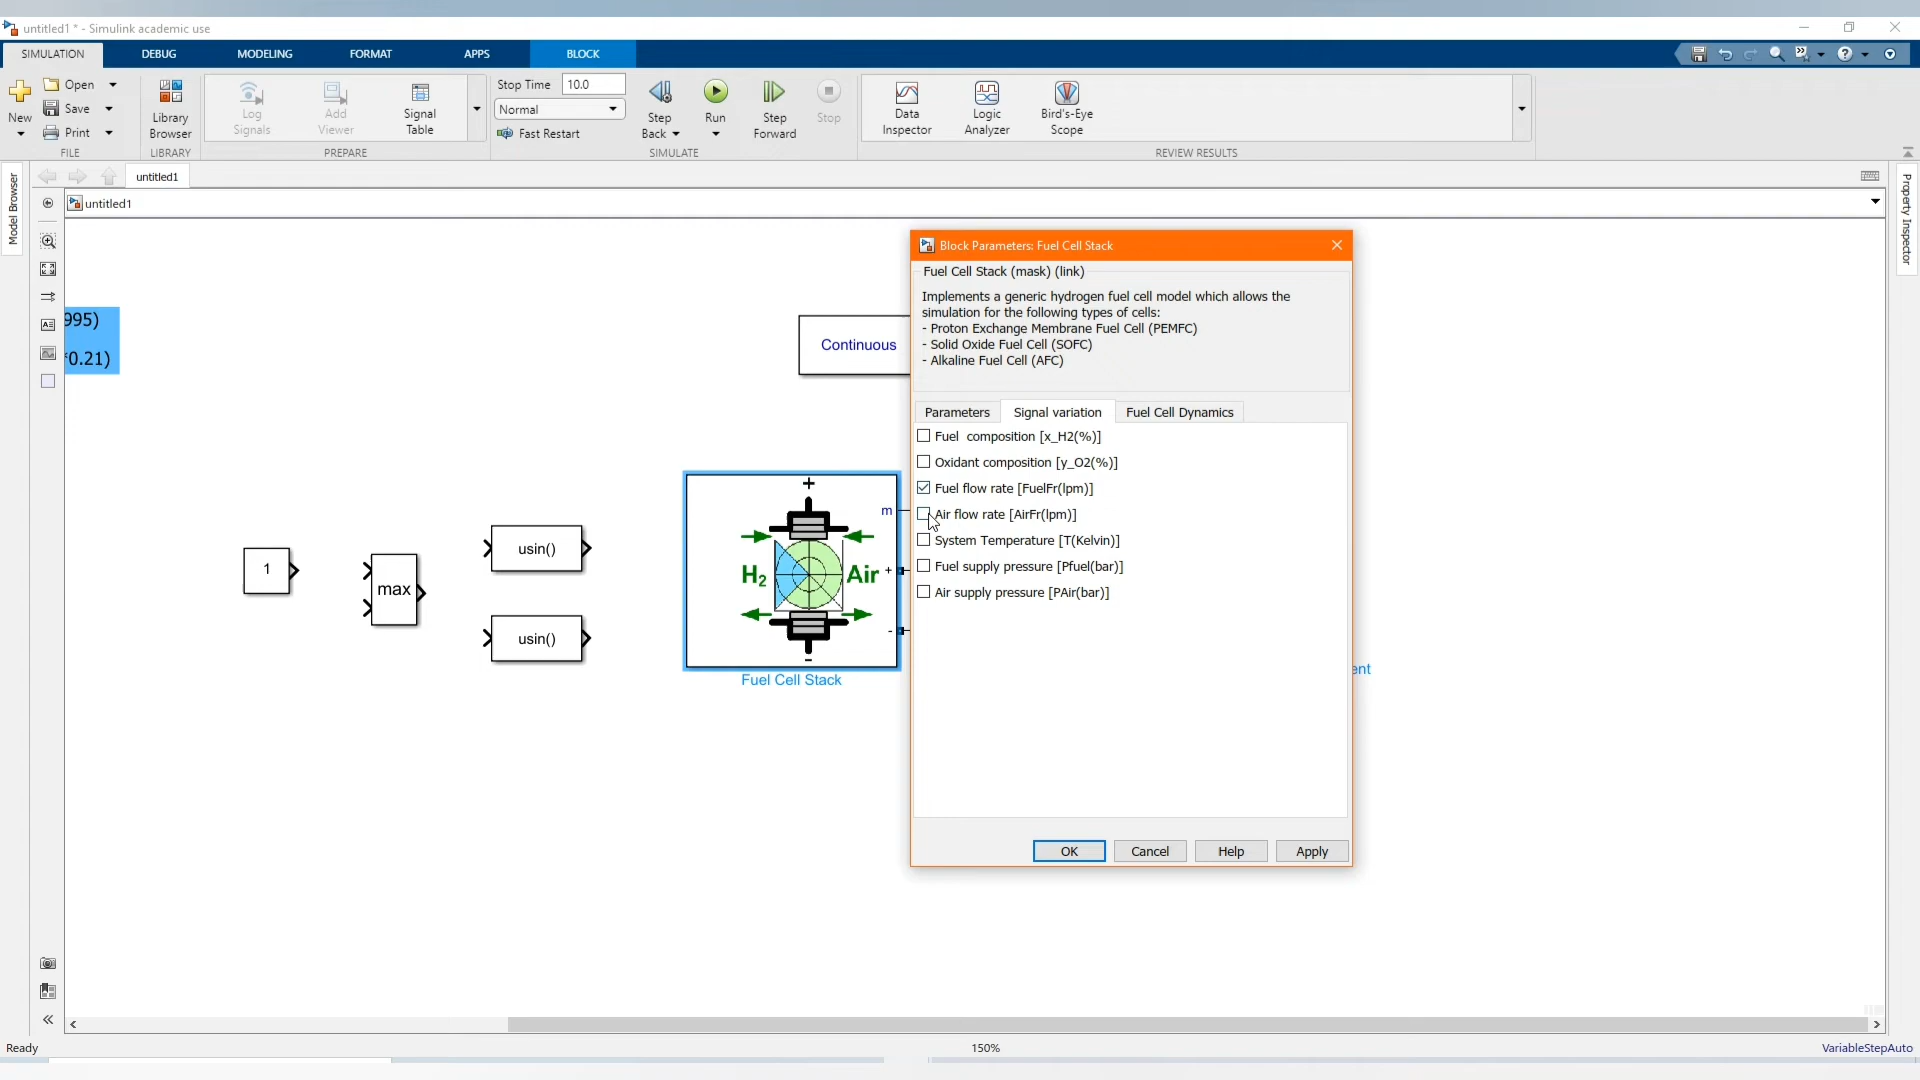 untitled1 * - Simulink academic use
SIMULATION
DEBUG
MODELING
FORMAT
APPS
BLOCK
New
Open
Save
Print
FILE
Library
Browser
LIBRARY
Log
Signals
Add
Viewer
Signal
Table
PREPARE
Stop Time
10.0
Normal
Fast Restart
Step
Back
Run
Step
Forward
Stop
SIMULATE
Data
Inspector
Logic
Analyzer
Bird's-Eye
Scope
REVIEW RESULTS
Model Browser
untitled1
untitled1
Property Inspector
995)
*0.21)
Continuous
1
max
usin()
usin()
+
m
H2
Air
+
-
–
Fuel Cell Stack
ent
Block Parameters: Fuel Cell Stack
Fuel Cell Stack (mask) (link)
Implements a generic hydrogen fuel cell model which allows the
simulation for the following types of cells:
- Proton Exchange Membrane Fuel Cell (PEMFC)
- Solid Oxide Fuel Cell (SOFC)
- Alkaline Fuel Cell (AFC)
Parameters
Signal variation
Fuel Cell Dynamics
Fuel composition [x_H2(%)]
Oxidant composition [y_O2(%)]
Fuel flow rate [FuelFr(lpm)]
Air flow rate [AirFr(lpm)]
System Temperature [T(Kelvin)]
Fuel supply pressure [Pfuel(bar)]
Air supply pressure [PAir(bar)]
OK
Cancel
Help
Apply
Ready
150%
VariableStepAuto